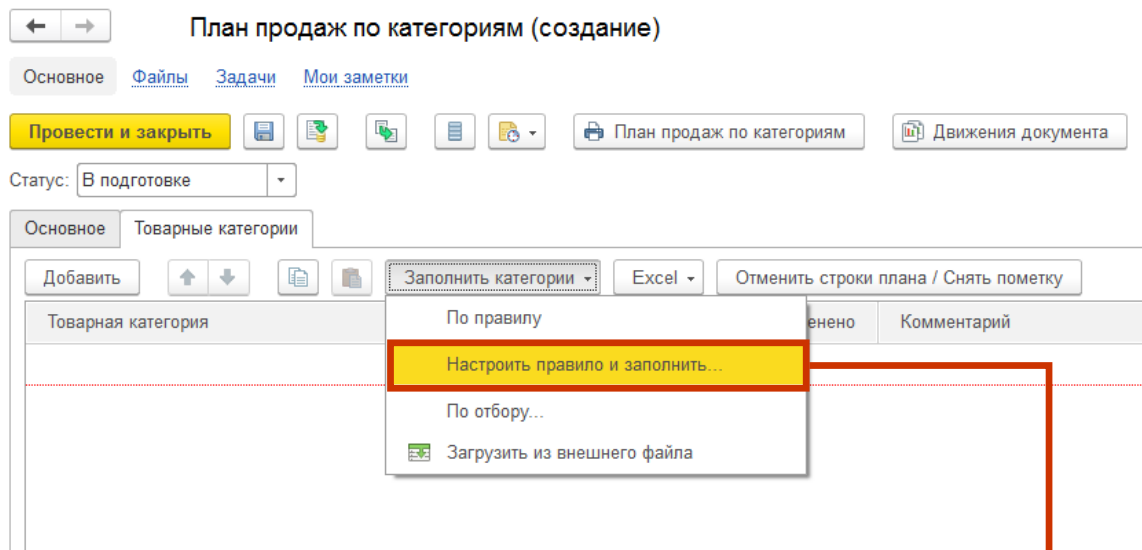 План продаж по категориям (создание)
Основное Файлы Задачи Мои заметки
Провести и закрыть План продаж по категориям Движения документа
Статус: В подготовке
Основное Товарные категории
Добавить Заполнить категории Excel Отменить строки плана / Снять пометку
Товарная категория енено Комментарий
По правилу
Настроить правило и заполнить...
По отбору...
Загрузить из внешнего файла